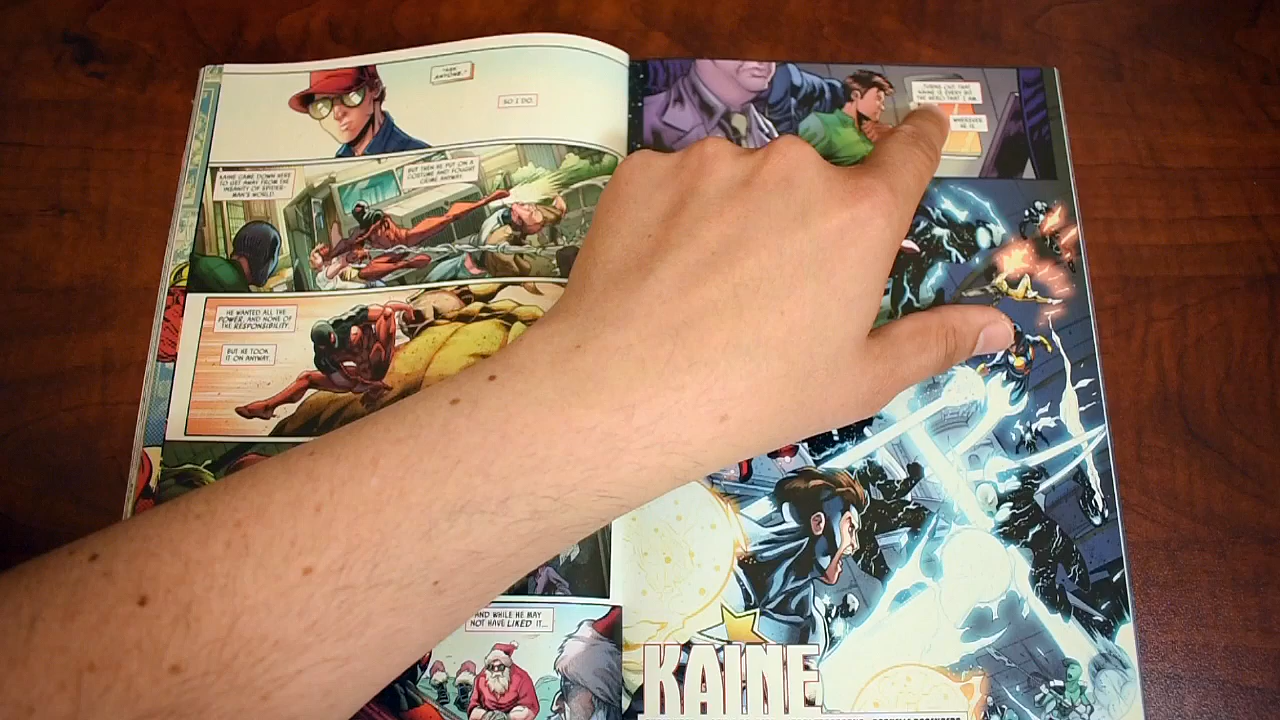 "ASK
ANYONE."
SO I DO.
KAINE CAME DOWN HERE
TO GET AWAY FROM THE
INSANITY OF SPIDER-
MAN'S WORLD.
BUT THEN HE PUT ON A
COSTUME AND FOUGHT
CRIME ANYWAY.
HE WANTED ALL THE
POWER, AND NONE OF
THE RESPONSIBILITY.
BUT HE TOOK
IT ON ANYWAY.
AND WHILE HE MAY
NOT HAVE LIKED IT...
TURNS OUT THAT
KAINE IS EVERY BIT
THE HERO THAT I AM.
WHEREVER
HE IS.
KAINE